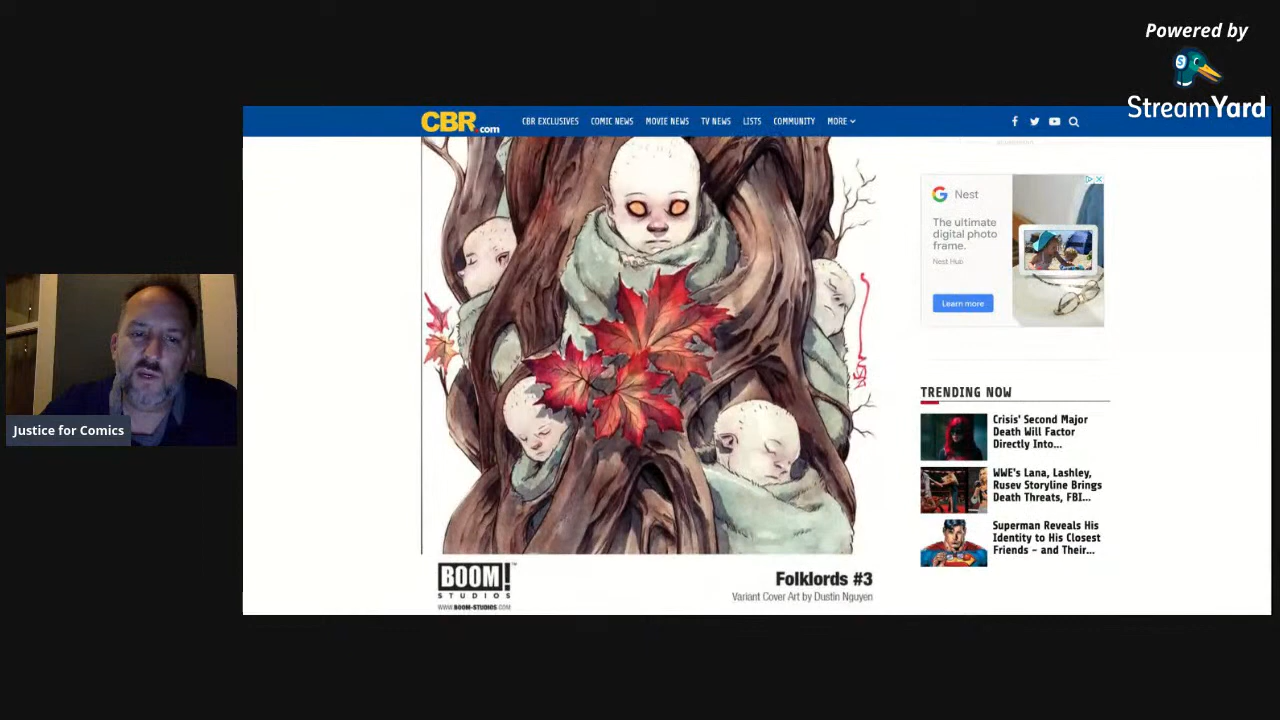 Powered by
StreamYard
CBR.com
CBR EXCLUSIVES COMIC NEWS MOVIE NEWS TV NEWS LISTS COMMUNITY MORE
Nest
The ultimate
digital photo
frame.
Nest Hub
Learn more
TRENDING NOW
Crisis' Second Major
Death Will Factor
Directly Into...
WWE's Lana, Lashley,
Rusev Storyline Brings
Death Threats, FBI...
Superman Reveals His
Identity to His Closest
Friends – and Their...
Justice for Comics
BOOM!
STUDIOS
WWW.BOOM-STUDIOS.COM
Folklords #3
Variant Cover Art by Dustin Nguyen